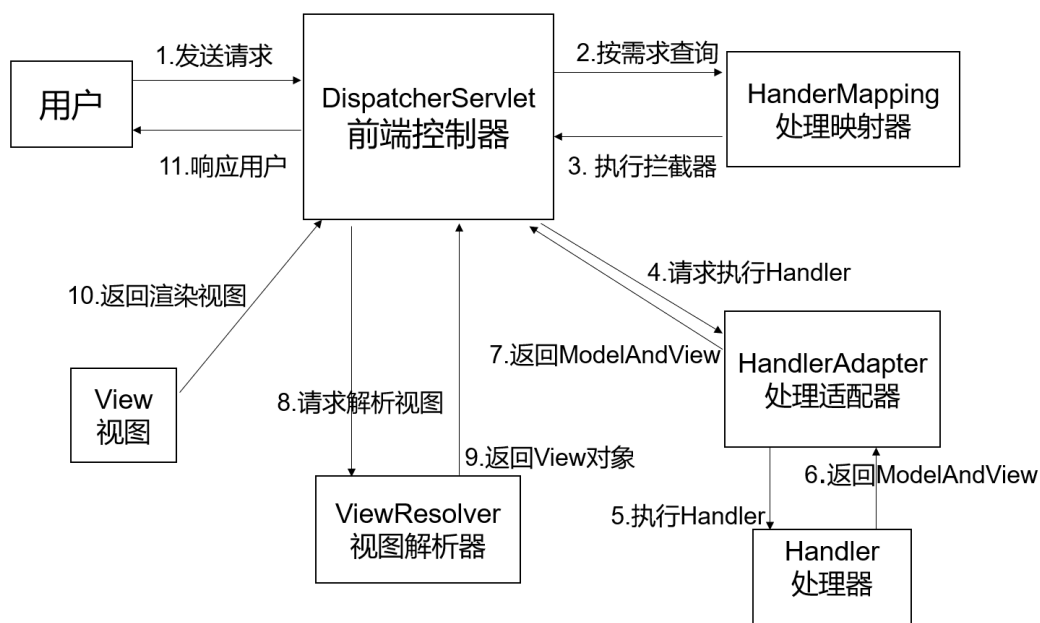 1.发送请求
2.按需求查询
用户
DispatcherServlet
前端控制器
HanderMapping
处理映射器
11.响应用户
3. 执行拦截器
4.请求执行Handler
10.返回渲染视图
7.返回ModelAndView
HandlerAdapter
处理适配器
View
视图
8.请求解析视图
9.返回View对象
6.返回ModelAndView
ViewResolver
视图解析器
5.执行Handler
Handler
处理器